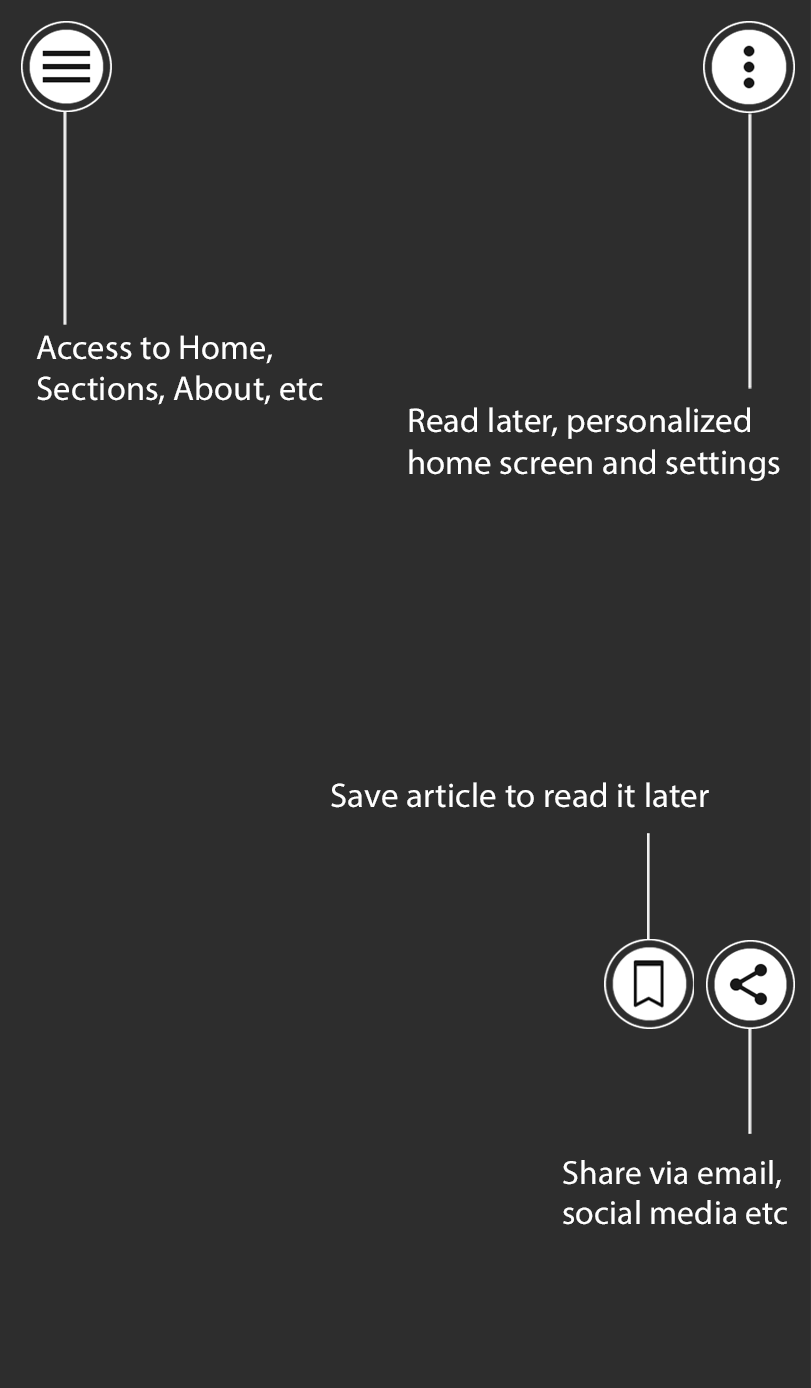 Access to Home,
Sections, About, etc
Read later, personalized
home screen and settings
Save article to read it later
Share via email,
social media etc